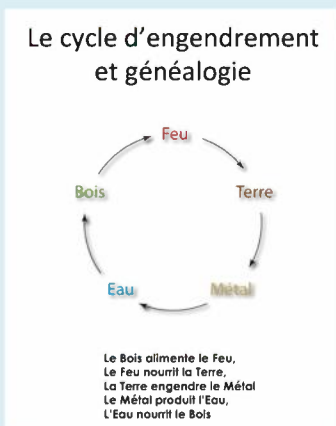 Le cycle d'engendrement
et généalogie
Feu
Bois
Terre
Eau
Métal
Le Bois alimente le Feu,
Le Feu nourrit la Terre,
La Terre engendre le Métal
Le Métal produit l'Eau,
L'Eau nourrit le Bois